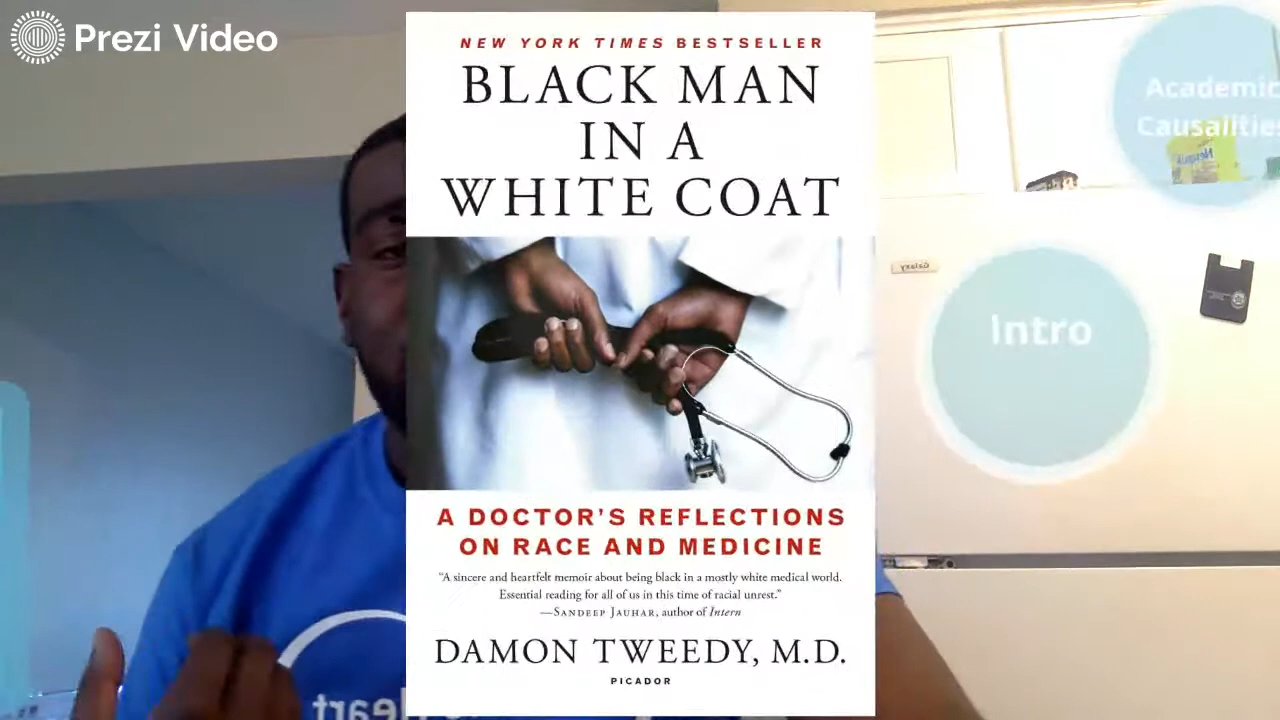 Prezi Video
NEW YORK TIMES BESTSELLER
BLACK MAN
IN A
WHITE COAT
A DOCTOR'S REFLECTIONS
ON RACE AND MEDICINE
"A sincere and heartfelt memoir about being black in a mostly white medical world.
Essential reading for all of us in this time of racial unrest."
—SANDEEP JAUHAR, author of Intern
DAMON TWEEDY, M.D.
PICADOR
Academic
Intro
Galaxy
Heart